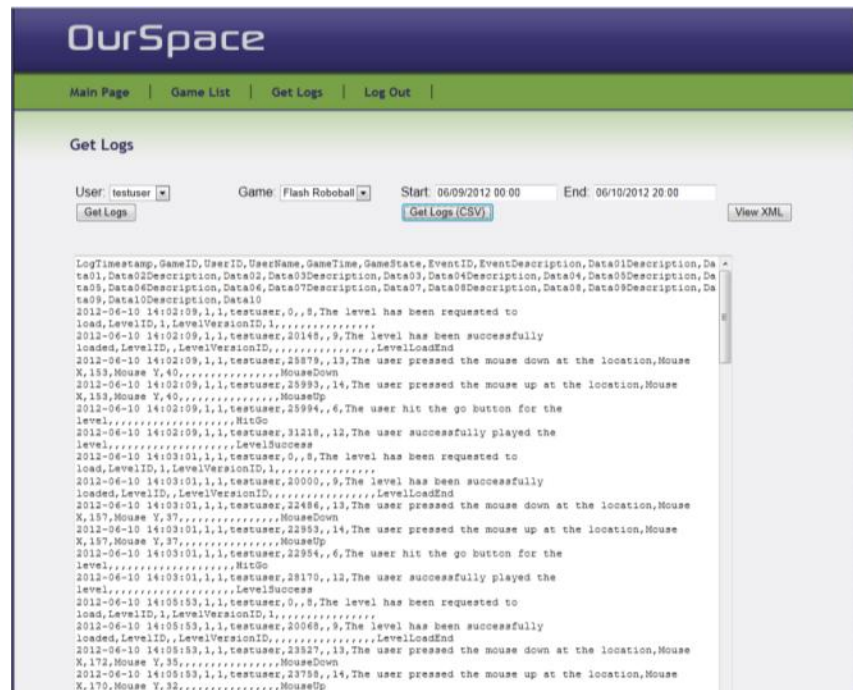 OurSpace
Main Page | Game List | Get Logs | Log Out |
Get Logs
User: testuser Game: Flash Roboball Start: 06/09/2012 00:00 End: 06/10/2012 20:00
Get Logs Get Logs (CSV) View XML
LogTimestamp,GameID,UserID,UserName,GameTime,GameState,EventID,EventDescription,Data01Description,Da
ta01,Data02Description,Data02,Data03Description,Data03,Data04Description,Data04,Data05Description,Da
ta05,Data06Description,Data06,Data07Description,Data07,Data08Description,Data08,Data09Description,Da
ta09,Data10Description,Data10
2012-06-10 14:02:09,1,1,testuser,0,,8,The level has been requested to
load,LevelID,1,LevelVersionID,1,,,,,,,,,,,,,,,,
2012-06-10 14:02:09,1,1,testuser,20148,,9,The level has been successfully
loaded,LevelID,,LevelVersionID,,,,,,,,,,,,,,,,,LevelLoadEnd
2012-06-10 14:02:09,1,1,testuser,25879,,13,The user pressed the mouse down at the location,Mouse
X,153,Mouse Y,40,,,,,,,,,,,,,,,,MouseDown
2012-06-10 14:02:09,1,1,testuser,25993,,14,The user pressed the mouse up at the location,Mouse
X,153,Mouse Y,40,,,,,,,,,,,,,,,,MouseUp
2012-06-10 14:02:09,1,1,testuser,25994,,6,The user hit the go button for the
level,,,,,,,,,,,,,,,,,,,,HitGo
2012-06-10 14:02:09,1,1,testuser,31218,,12,The user successfully played the
level,,,,,,,,,,,,,,,,,,,,LevelSuccess
2012-06-10 14:03:01,1,1,testuser,0,,8,The level has been requested to
load,LevelID,1,LevelVersionID,1,,,,,,,,,,,,,,,,
2012-06-10 14:03:01,1,1,testuser,20000,,9,The level has been successfully
loaded,LevelID,,LevelVersionID,,,,,,,,,,,,,,,,,LevelLoadEnd
2012-06-10 14:03:01,1,1,testuser,22486,,13,The user pressed the mouse down at the location,Mouse
X,157,Mouse Y,37,,,,,,,,,,,,,,,,MouseDown
2012-06-10 14:03:01,1,1,testuser,22953,,14,The user pressed the mouse up at the location,Mouse
X,157,Mouse Y,37,,,,,,,,,,,,,,,,MouseUp
2012-06-10 14:03:01,1,1,testuser,22954,,6,The user hit the go button for the
level,,,,,,,,,,,,,,,,,,,,HitGo
2012-06-10 14:03:01,1,1,testuser,28170,,12,The user successfully played the
level,,,,,,,,,,,,,,,,,,,,LevelSuccess
2012-06-10 14:05:53,1,1,testuser,0,,8,The level has been requested to
load,LevelID,1,LevelVersionID,1,,,,,,,,,,,,,,,,
2012-06-10 14:05:53,1,1,testuser,20068,,9,The level has been successfully
loaded,LevelID,,LevelVersionID,,,,,,,,,,,,,,,,,LevelLoadEnd
2012-06-10 14:05:53,1,1,testuser,23527,,13,The user pressed the mouse down at the location,Mouse
X,172,Mouse Y,35,,,,,,,,,,,,,,,,MouseDown
2012-06-10 14:05:53,1,1,testuser,23758,,14,The user pressed the mouse up at the location,Mouse
X,170,Mouse Y,32,,,,,,,,,,,,,,,,MouseUp